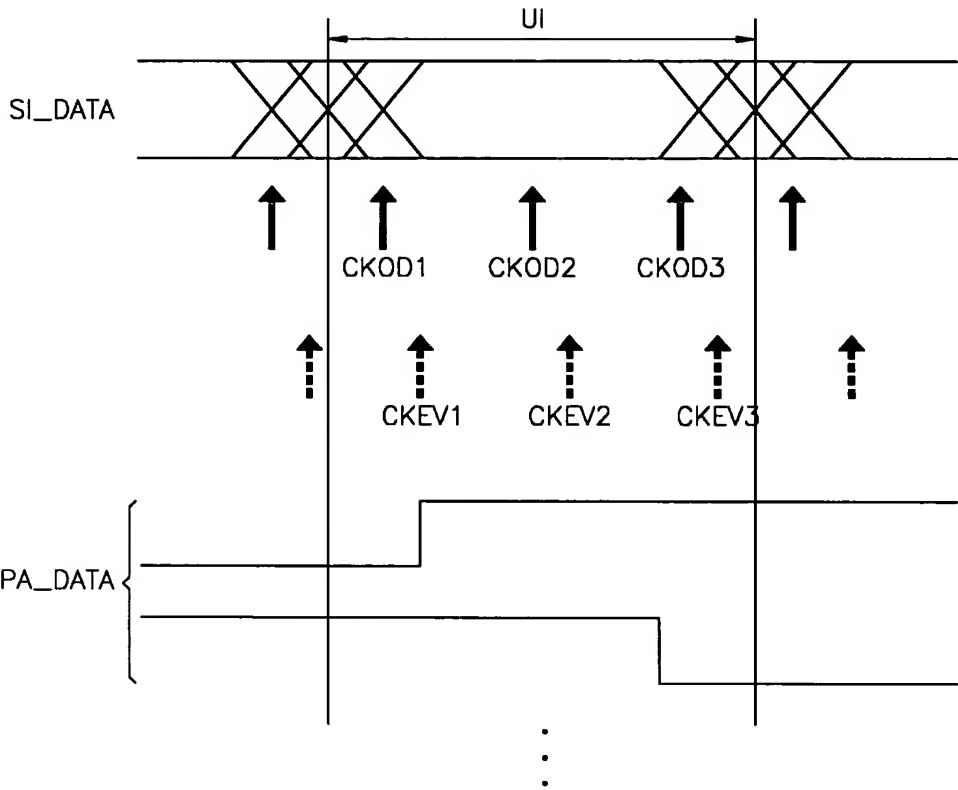 UI
SI_DATA
CKOD1 CKOD2 CKOD3
CKEV1 CKEV2 CKEV3
PA_DATA